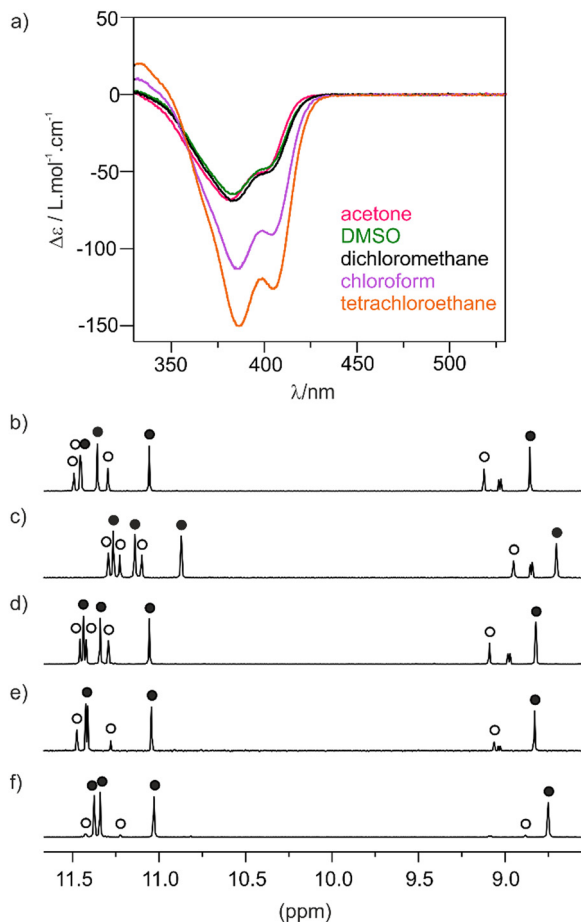 a)
50
0
-50
-100
-150
Δε / L.mol⁻¹.cm⁻¹
acetone
DMSO
dichloromethane
chloroform
tetrachloroethane
350 400 450 500
λ/nm
b)
c)
d)
e)
f)
11.5 11.0 10.5 10.0 9.5 9.0
(ppm)